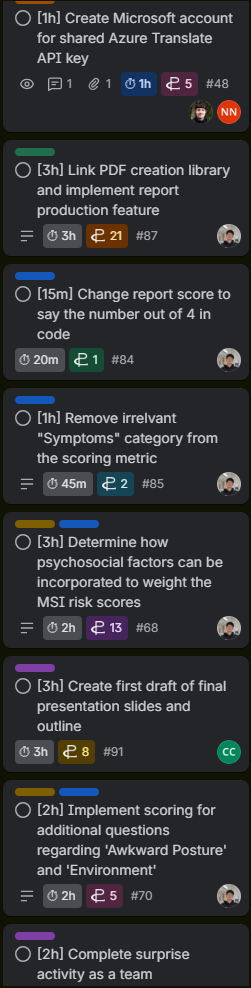 [1h] Create Microsoft account
for shared Azure Translate
API key
1 1 1h 5 #48
NN
[3h] Link PDF creation library
and implement report
production feature
3h 21 #87
[15m] Change report score to
say the number out of 4 in
code
20m 1 #84
[1h] Remove irrelvant
"Symptoms" category from
the scoring metric
45m 2 #85
[3h] Determine how
psychosocial factors can be
incorporated to weight the
MSI risk scores
2h 13 #68
[3h] Create first draft of final
presentation slides and
outline
3h 8 #91 CC
[2h] Implement scoring for
additional questions
regarding 'Awkward Posture'
and 'Environment'
2h 5 #70
[2h] Complete surprise
activity as a team